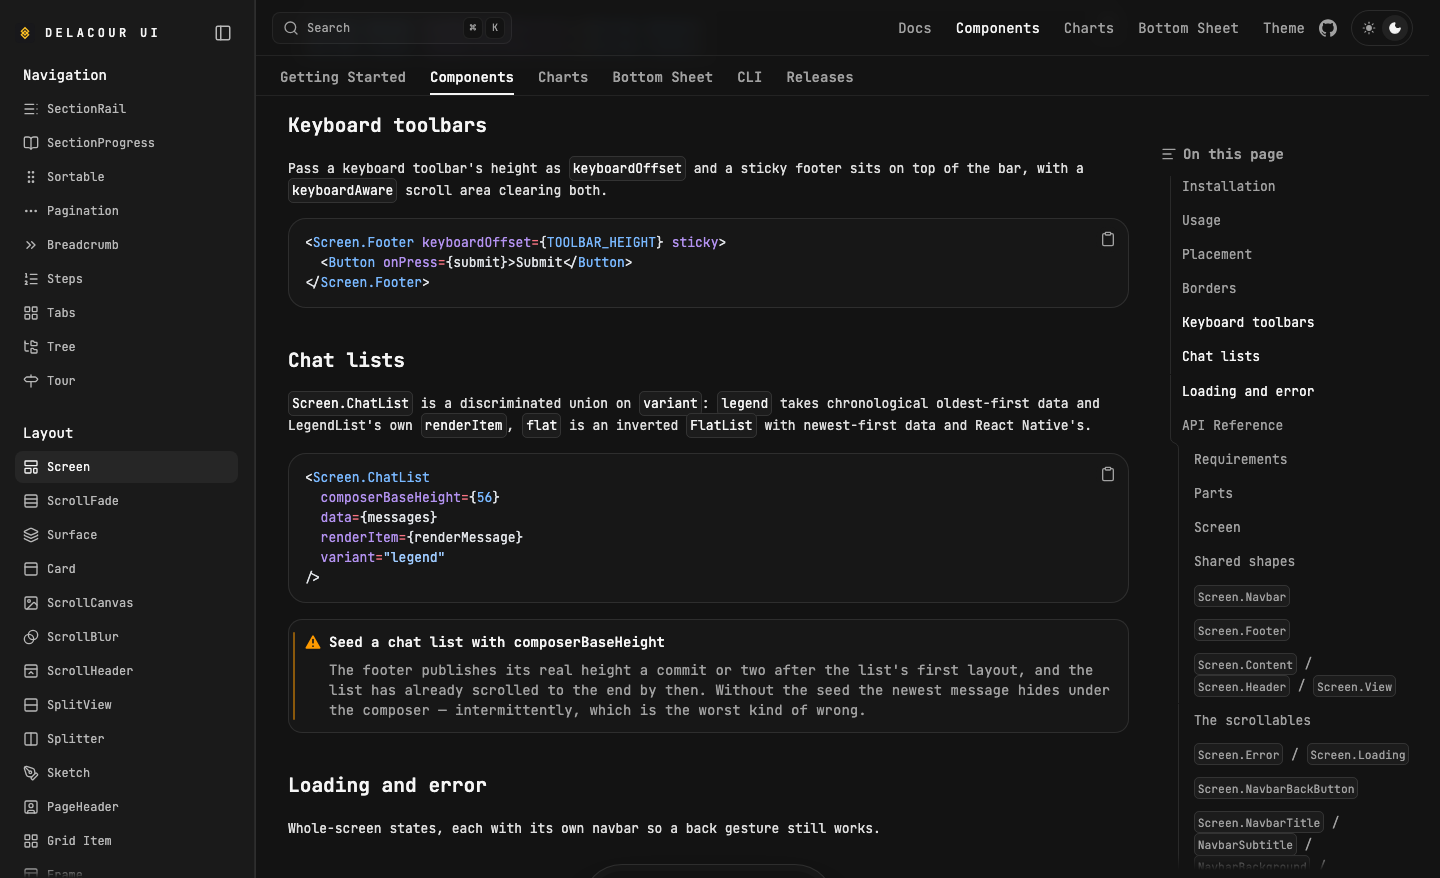 DELACOUR UI
Search
⌘ K
Docs
Components
Charts
Bottom Sheet
Theme
Getting Started
Components
Charts
Bottom Sheet
CLI
Releases
Navigation
SectionRail
SectionProgress
Sortable
Pagination
Breadcrumb
Steps
Tabs
Tree
Tour
Layout
Screen
ScrollFade
Surface
Card
ScrollCanvas
ScrollBlur
ScrollHeader
SplitView
Splitter
Sketch
PageHeader
Grid Item
Frame
Keyboard toolbars
Pass a keyboard toolbar's height as keyboardOffset and a sticky footer sits on top of the bar, with a
keyboardAware scroll area clearing both.
<Screen.Footer keyboardOffset={TOOLBAR_HEIGHT} sticky>
  <Button onPress={submit}>Submit</Button>
</Screen.Footer>
Chat lists
Screen.ChatList is a discriminated union on variant: legend takes chronological oldest-first data and
LegendList's own renderItem, flat is an inverted FlatList with newest-first data and React Native's.
<Screen.ChatList
  composerBaseHeight={56}
  data={messages}
  renderItem={renderMessage}
  variant="legend"
/>
Seed a chat list with composerBaseHeight
The footer publishes its real height a commit or two after the list's first layout, and the
list has already scrolled to the end by then. Without the seed the newest message hides under
the composer — intermittently, which is the worst kind of wrong.
Loading and error
Whole-screen states, each with its own navbar so a back gesture still works.
On this page
Installation
Usage
Placement
Borders
Keyboard toolbars
Chat lists
Loading and error
API Reference
Requirements
Parts
Screen
Shared shapes
Screen.Navbar
Screen.Footer
Screen.Content /
Screen.Header / Screen.View
The scrollables
Screen.Error / Screen.Loading
Screen.NavbarBackButton
Screen.NavbarTitle /
NavbarSubtitle /
NavbarBackground /